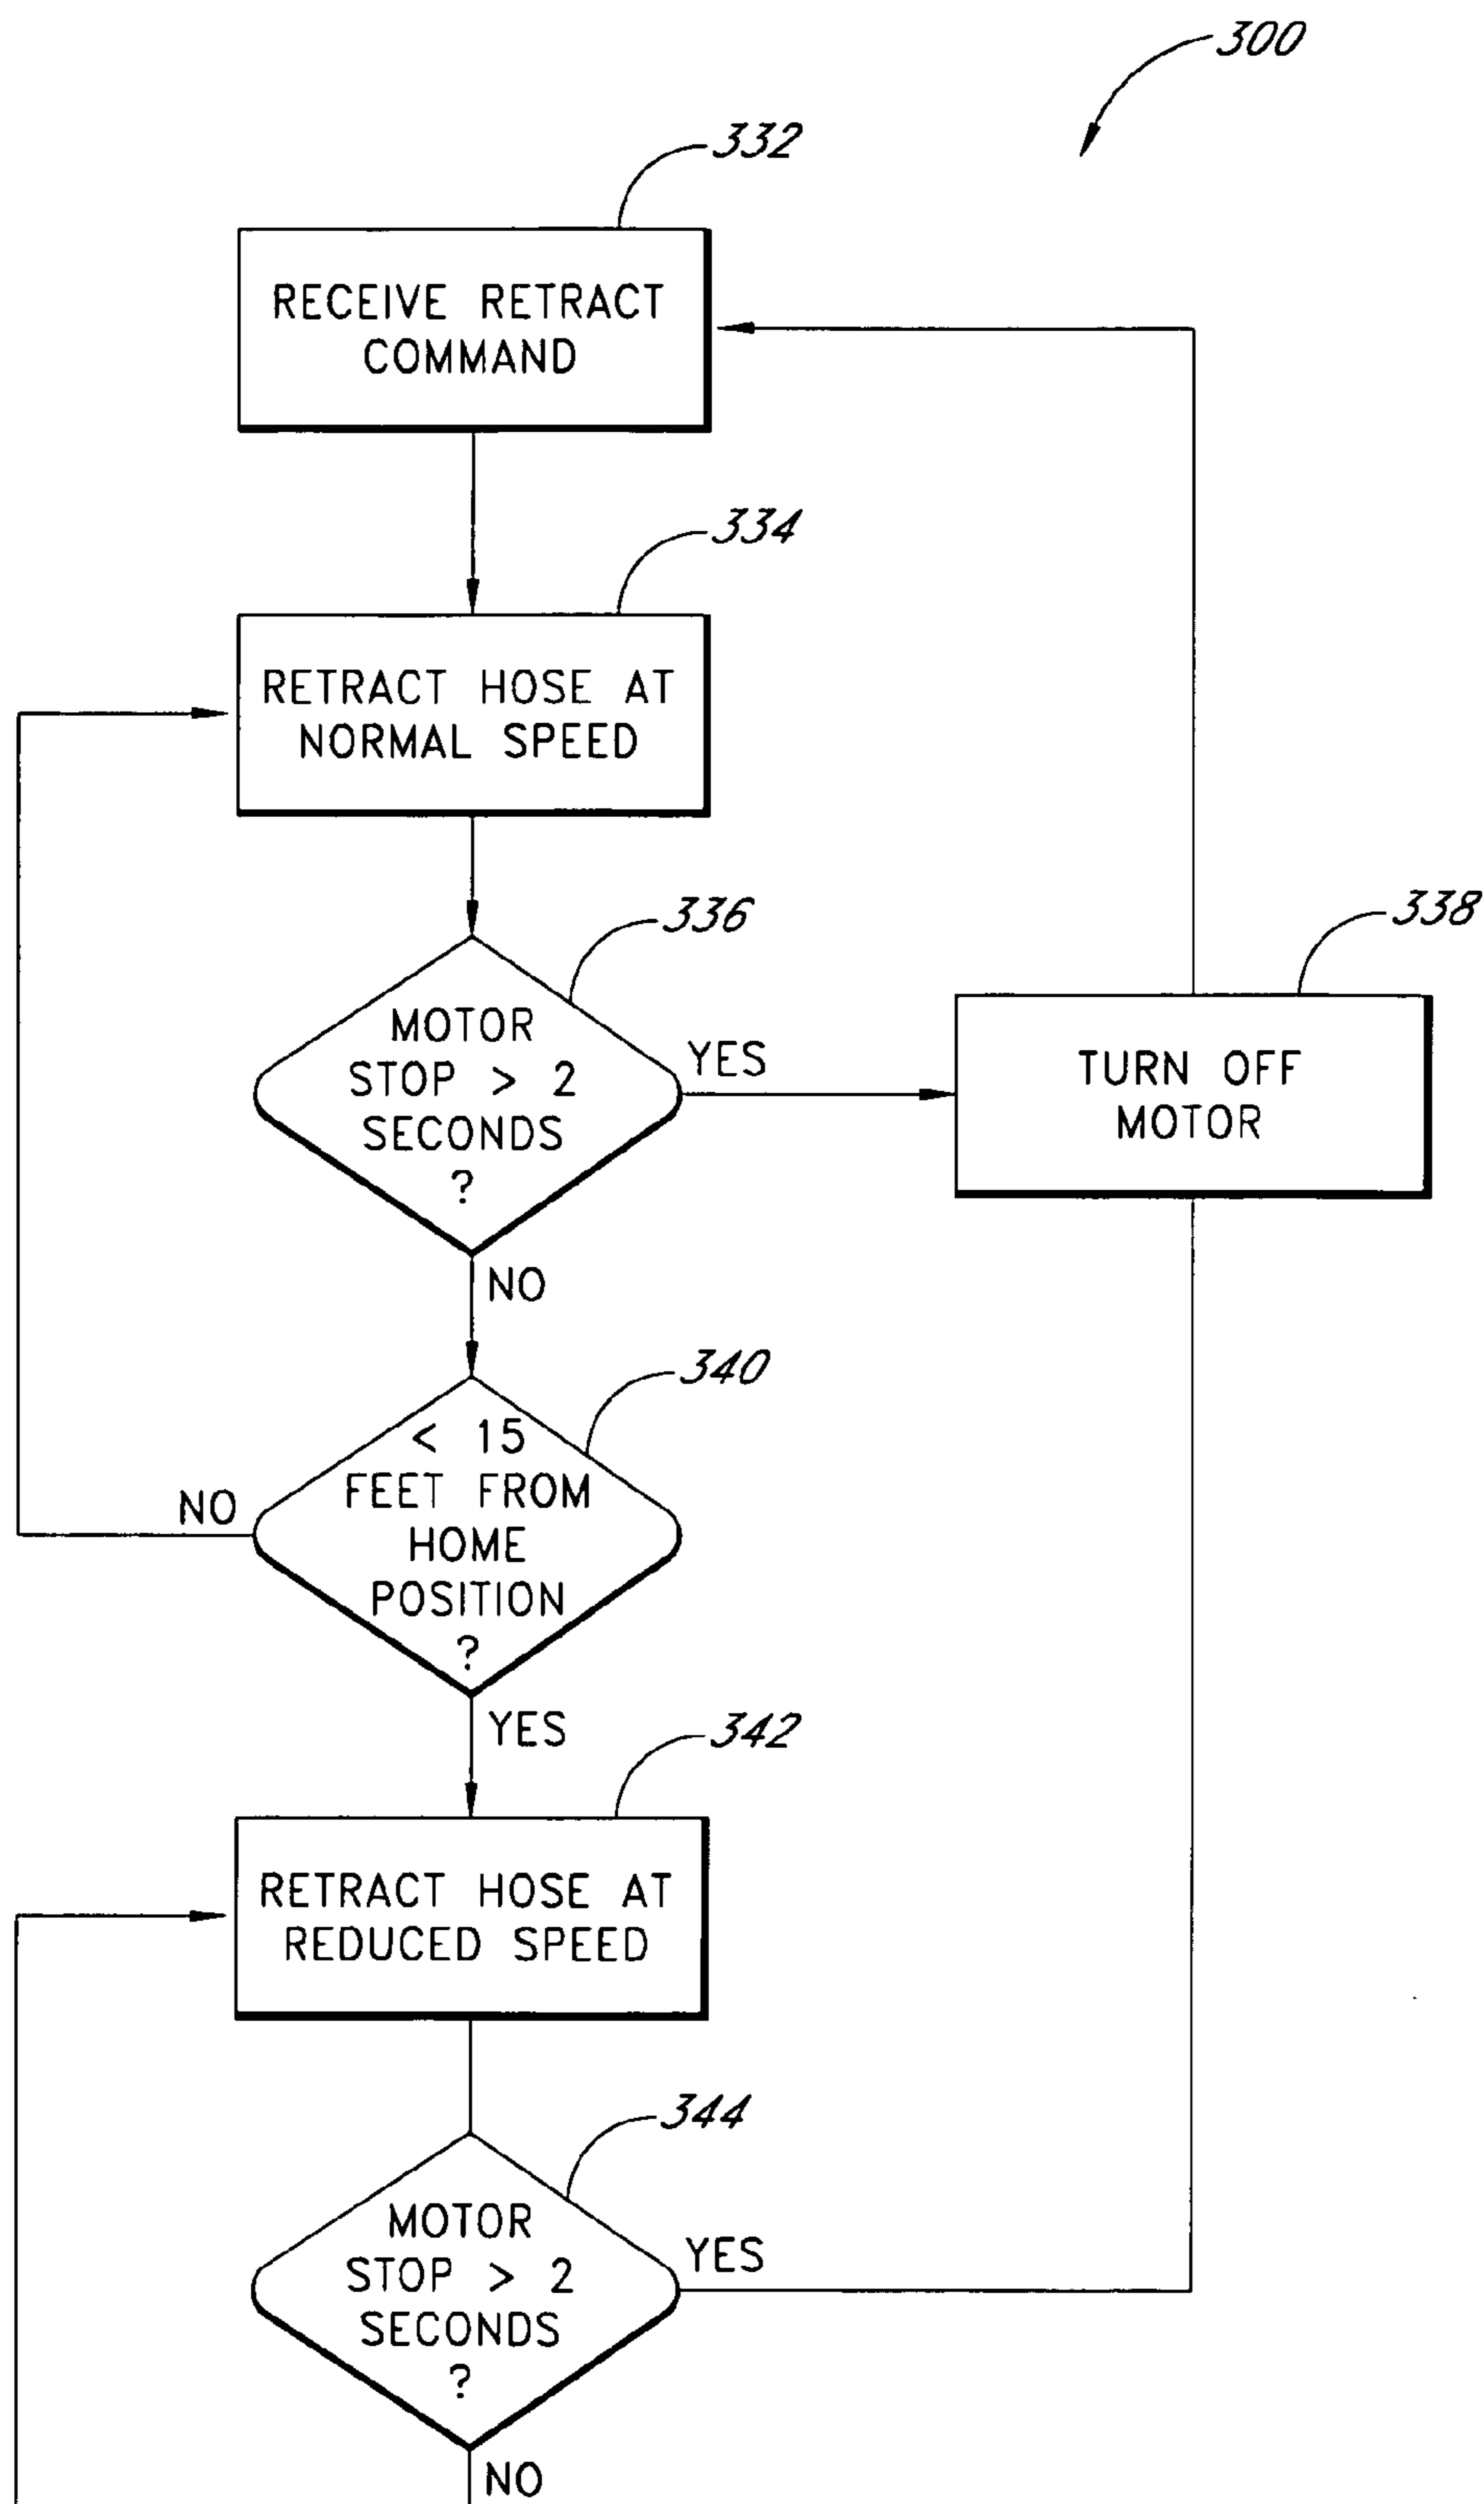 300
332
RECEIVE RETRACT
COMMAND
334
RETRACT HOSE AT
NORMAL SPEED
336
338
MOTOR
STOP > 2
SECONDS
?
YES
TURN OFF
MOTOR
NO
340
< 15
FEET FROM
HOME
POSITION
?
NO
YES
342
RETRACT HOSE AT
REDUCED SPEED
344
MOTOR
STOP > 2
SECONDS
?
YES
NO